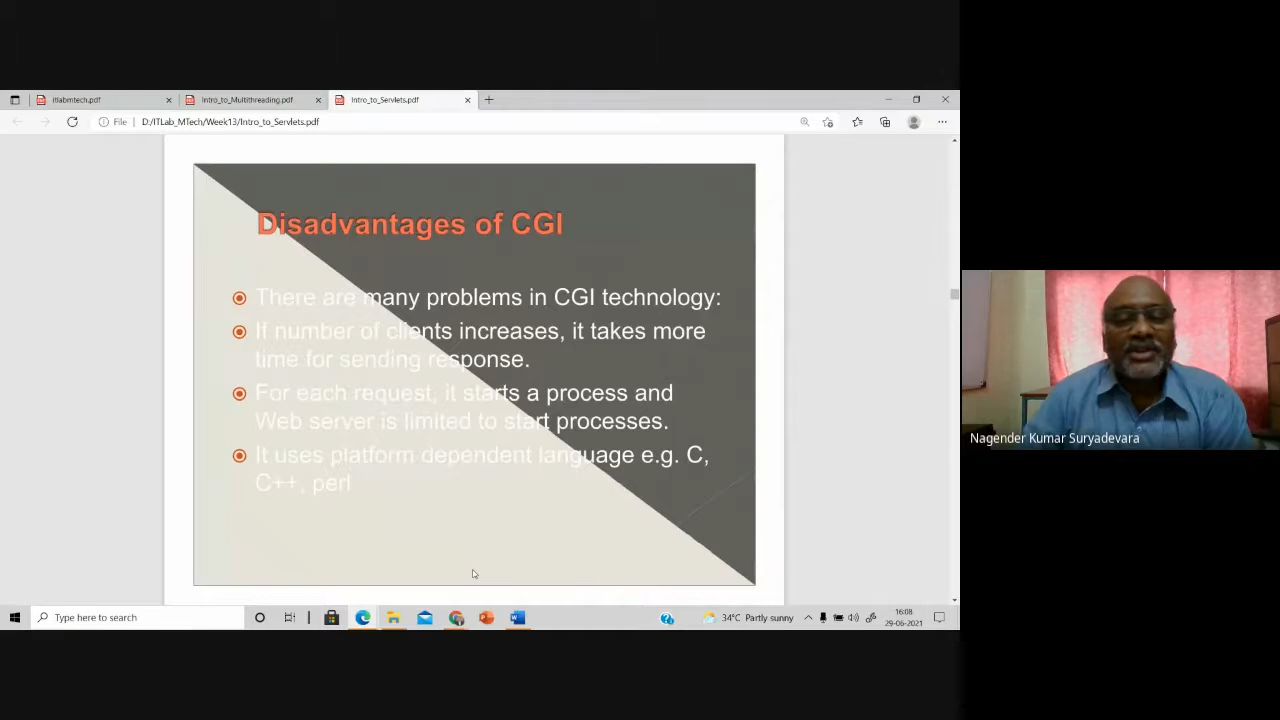 itlabmtech.pdf
Intro_to_Multithreading.pdf
Intro_to_Servlets.pdf
File
D:/ITLab_MTech/Week13/Intro_to_Servlets.pdf
Disadvantages of CGI
There are many problems in CGI technology:
If number of clients increases, it takes more
time for sending response.
For each request, it starts a process and
Web server is limited to start processes.
It uses platform dependent language e.g. C,
C++, perl
Nagender Kumar Suryadevara
Type here to search
34°C Partly sunny
16:08
29-06-2021